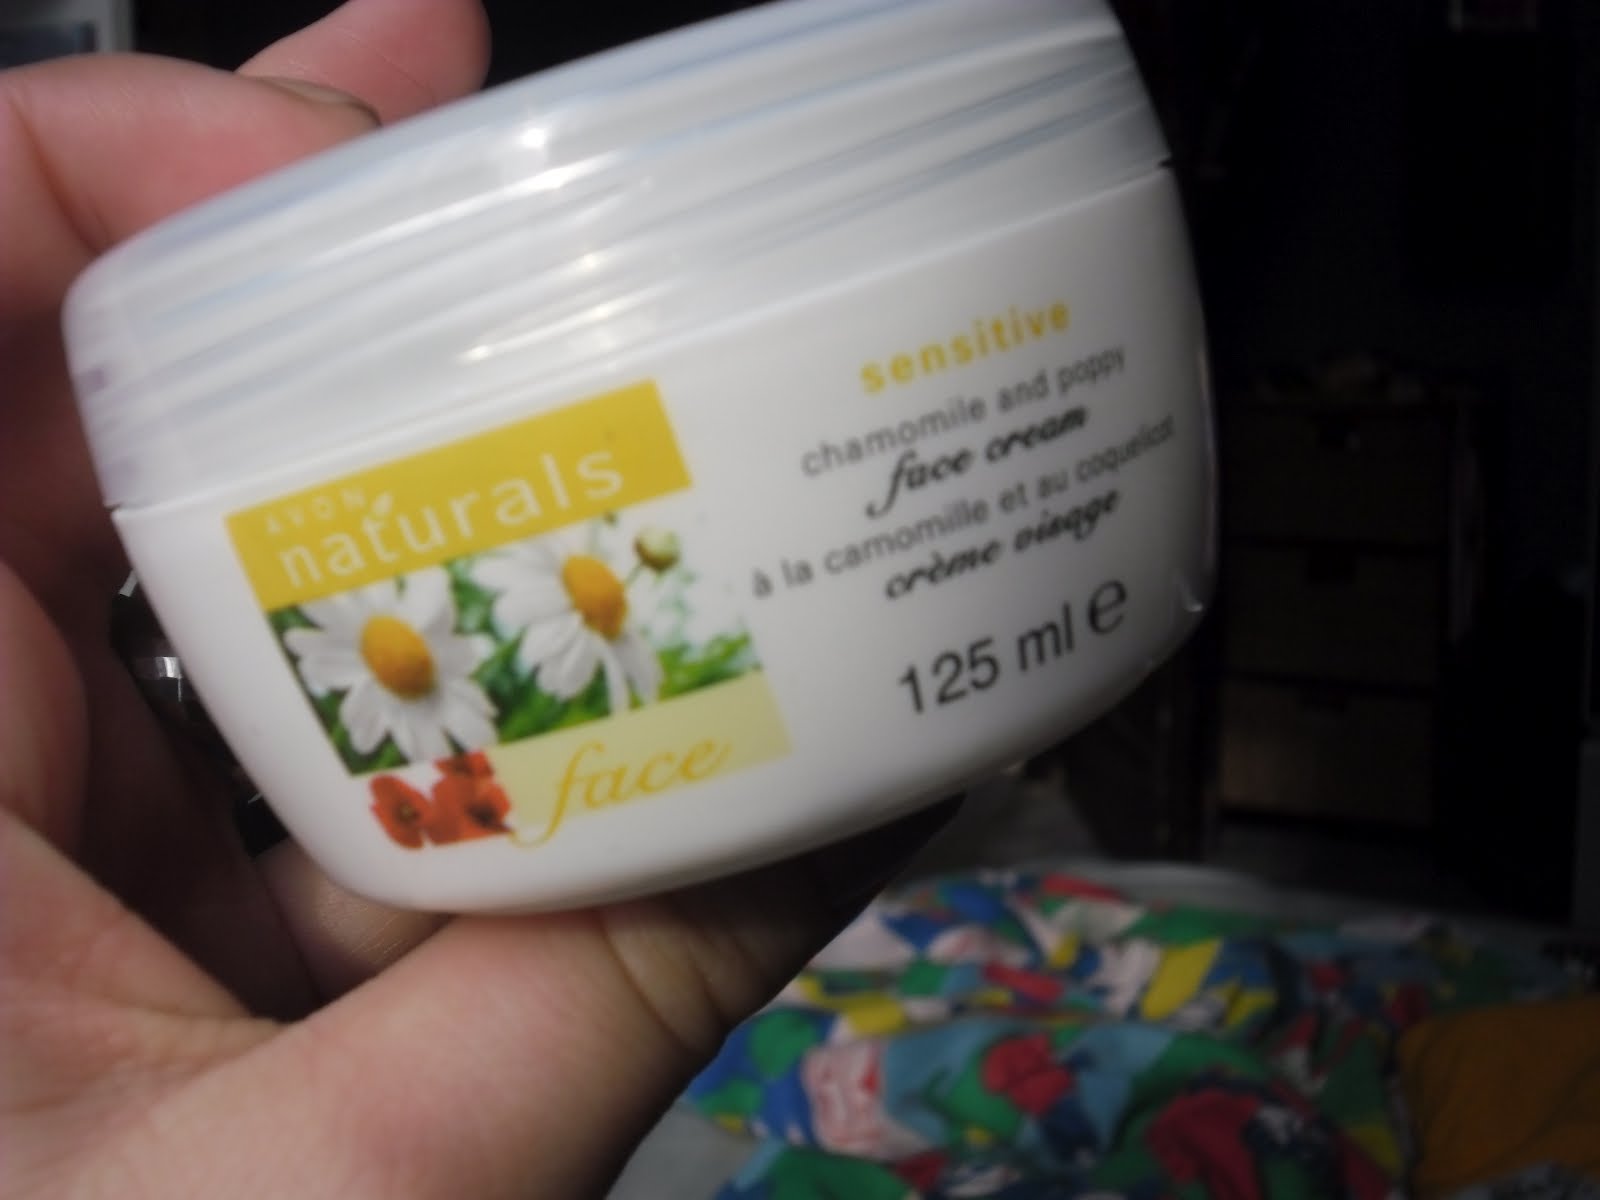 AVON
naturals
face
sensitive
chamomile and poppy
face cream
à la camomille et au coquelicot
crème visage
125 ml e